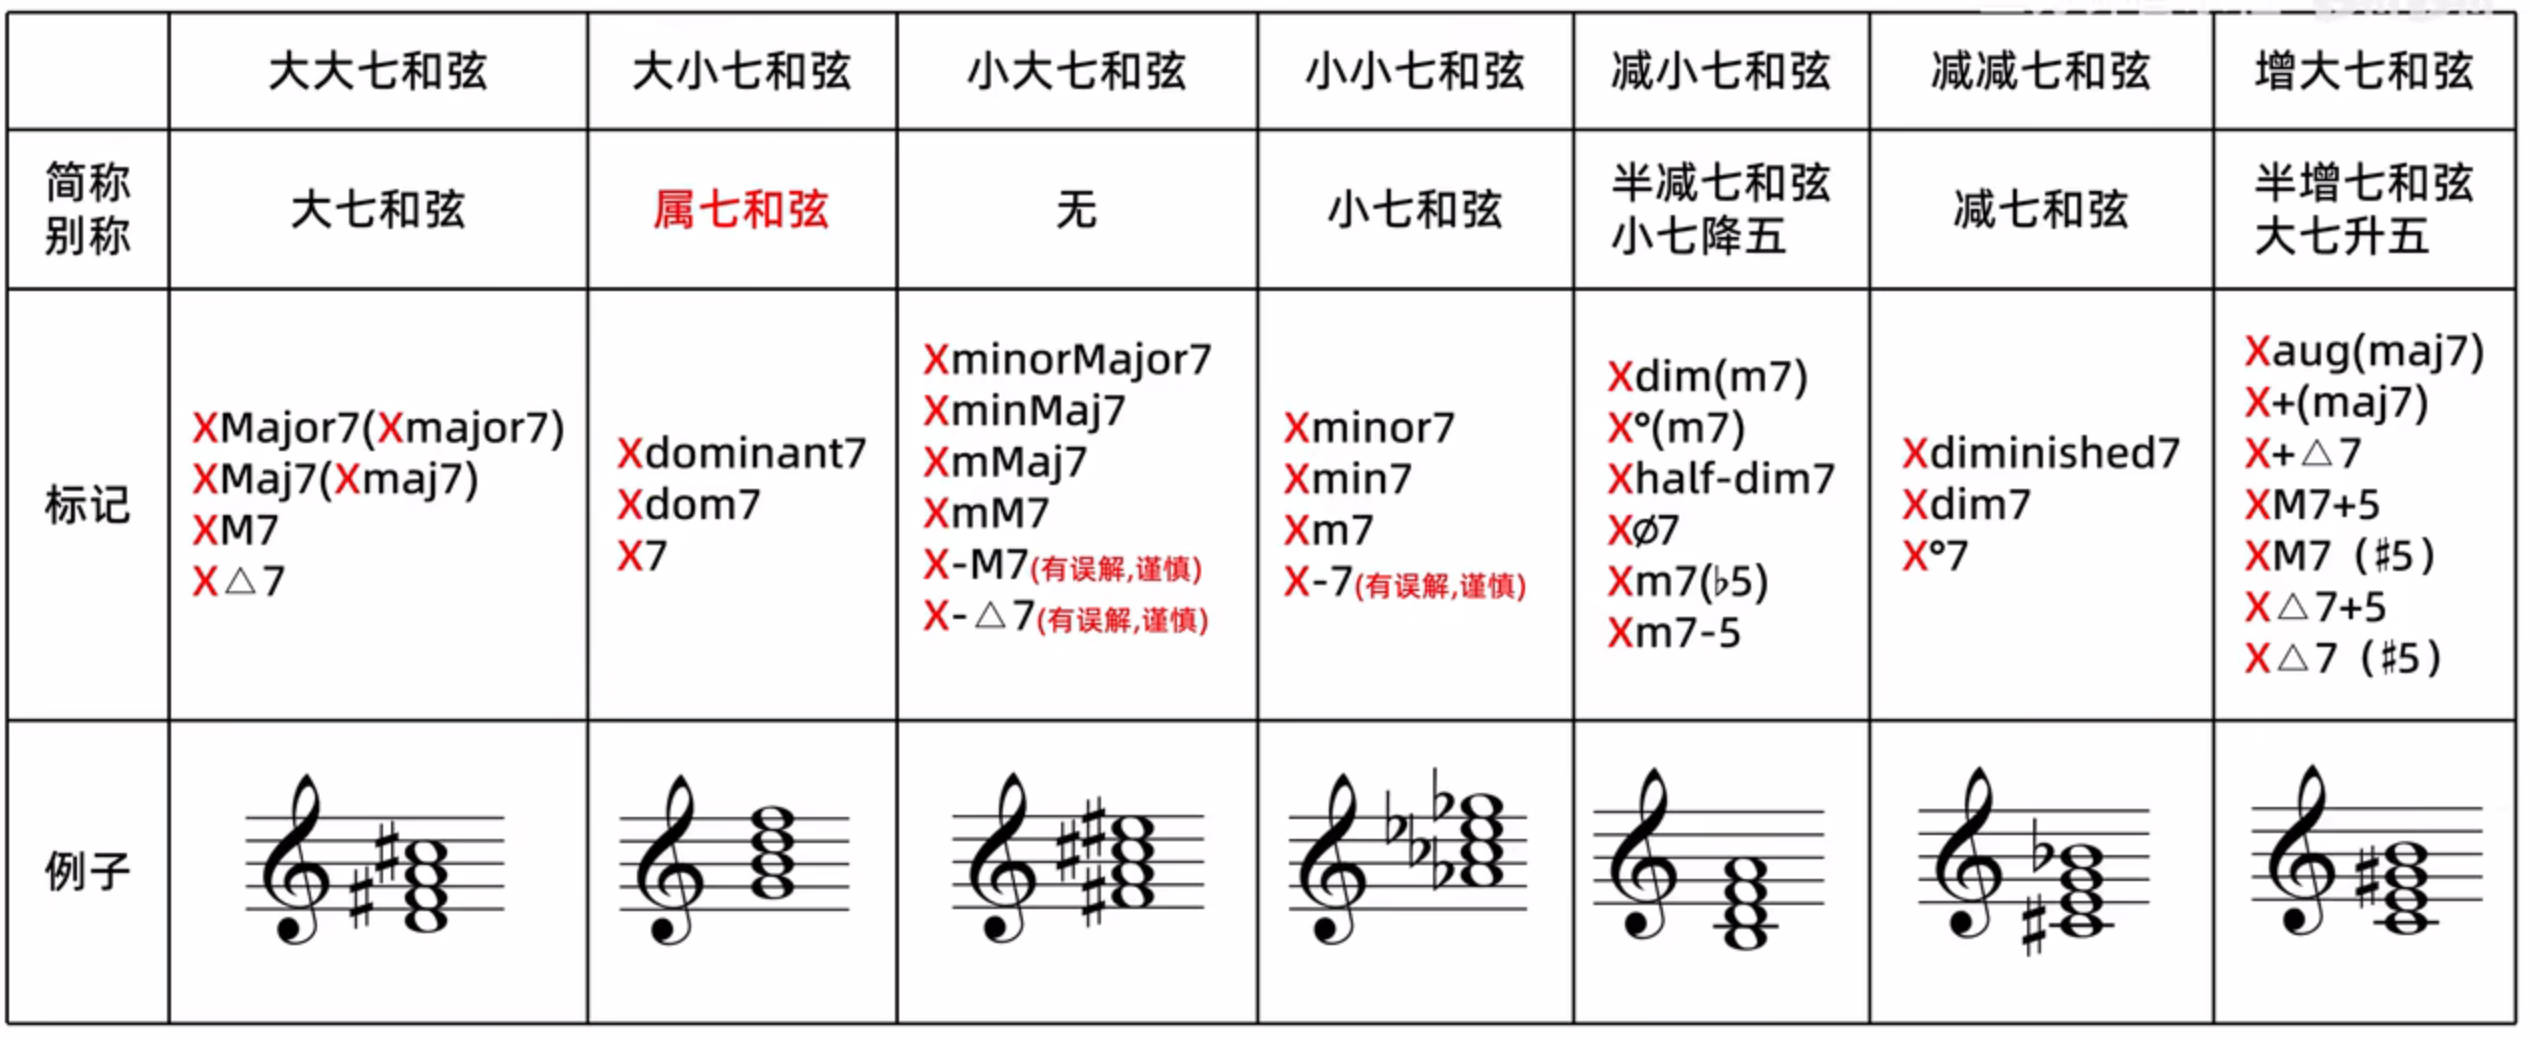 大大七和弦
大小七和弦
小大七和弦
小小七和弦
减小七和弦
减减七和弦
增大七和弦
简称
别称
大七和弦
属七和弦
无
小七和弦
半减七和弦
小七降五
减七和弦
半增七和弦
大七升五
标记
XMajor7(Xmajor7)
XMaj7(Xmaj7)
XM7
X△7
Xdominant7
Xdom7
X7
XminorMajor7
XminMaj7
XmMaj7
XmM7
X-M7(有误解,谨慎)
X-△7(有误解,谨慎)
Xminor7
Xmin7
Xm7
X-7(有误解,谨慎)
Xdim(m7)
X°(m7)
Xhalf-dim7
Xø7
Xm7(♭5)
Xm7-5
Xdiminished7
Xdim7
X°7
Xaug(maj7)
X+(maj7)
X+△7
XM7+5
XM7（♯5）
X△7+5
X△7（♯5）
例子